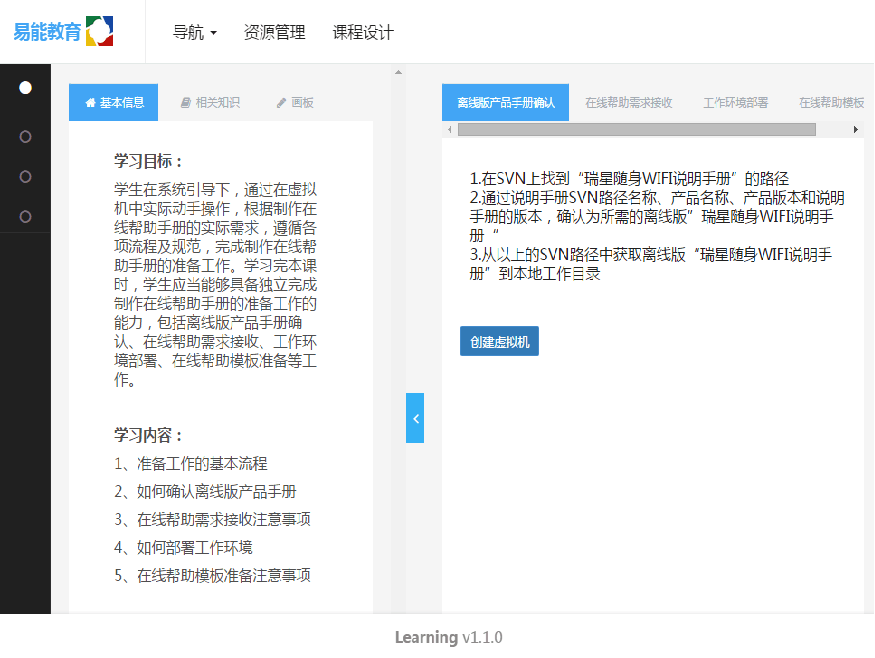 易能教育
导航 资源管理 课程设计
基本信息 相关知识 画板
学习目标：
学生在系统引导下，通过在虚拟
机中实际动手操作，根据制作在线
帮助手册的实际需求，遵循各
项流程及规范，完成制作在线帮
助手册的准备工作。学习完本课
时，学生应当能够具备独立完成
制作在线帮助手册的准备工作的
能力，包括离线版产品手册确
认、在线帮助需求接收、工作环
境部署、在线帮助模板准备等工
作。
学习内容：
1、准备工作的基本流程
2、如何确认离线版产品手册
3、在线帮助需求接收注意事项
4、如何部署工作环境
5、在线帮助模板准备注意事项
离线版产品手册确认 在线帮助需求接收 工作环境部署 在线帮助模板
1.在SVN上找到“瑞星随身WIFI说明手册”的路径
2.通过说明手册SVN路径名称、产品名称、产品版本和说明
手册的版本，确认为所需的离线版”瑞星随身WIFI说明手
册“
3.从以上的SVN路径中获取离线版“瑞星随身WIFI说明手
册”到本地工作目录
创建虚拟机
Learning v1.1.0